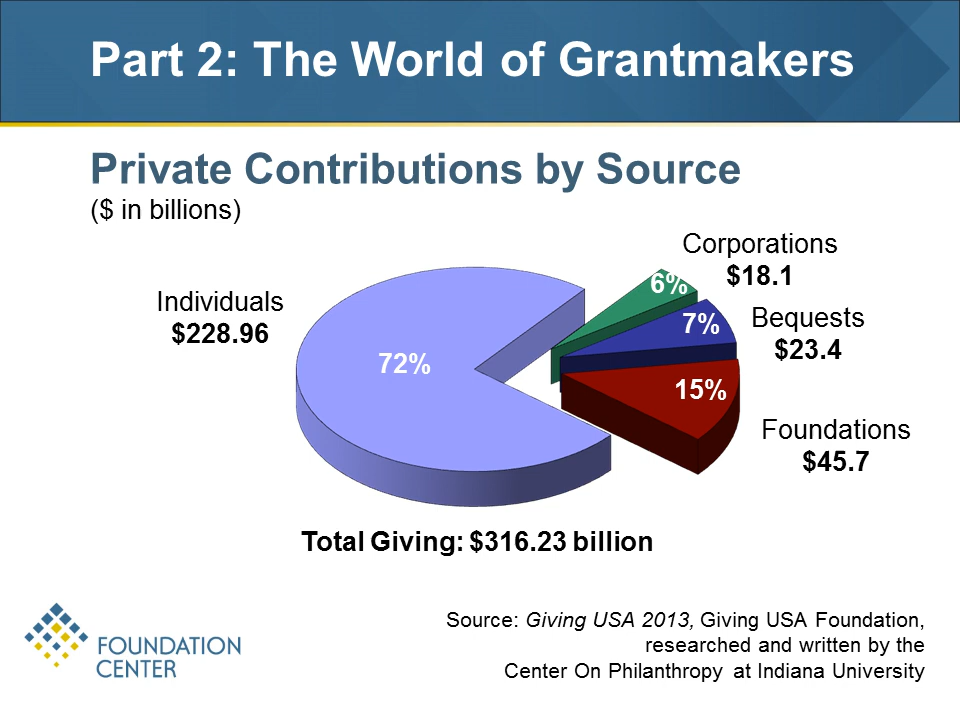 Part 2: The World of Grantmakers
Private Contributions by Source
($ in billions)
Corporations
$18.1
6%
Individuals
$228.96
Bequests
$23.4
7%
72%
15%
Foundations
$45.7
Total Giving: $316.23 billion
Source: Giving USA 2013, Giving USA Foundation,
researched and written by the
Center On Philanthropy at Indiana University
FOUNDATION
CENTER